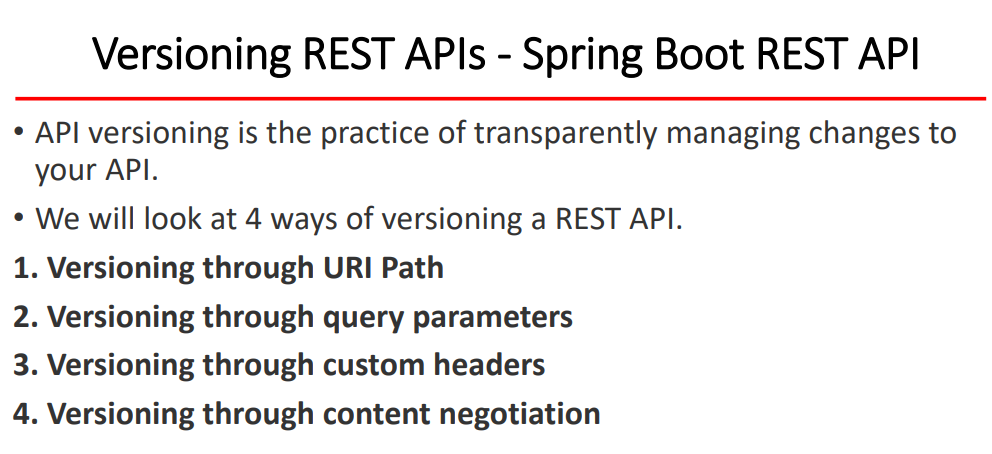 Versioning REST APIs - Spring Boot REST API
• API versioning is the practice of transparently managing changes to
your API.
• We will look at 4 ways of versioning a REST API.
1. Versioning through URI Path
2. Versioning through query parameters
3. Versioning through custom headers
4. Versioning through content negotiation